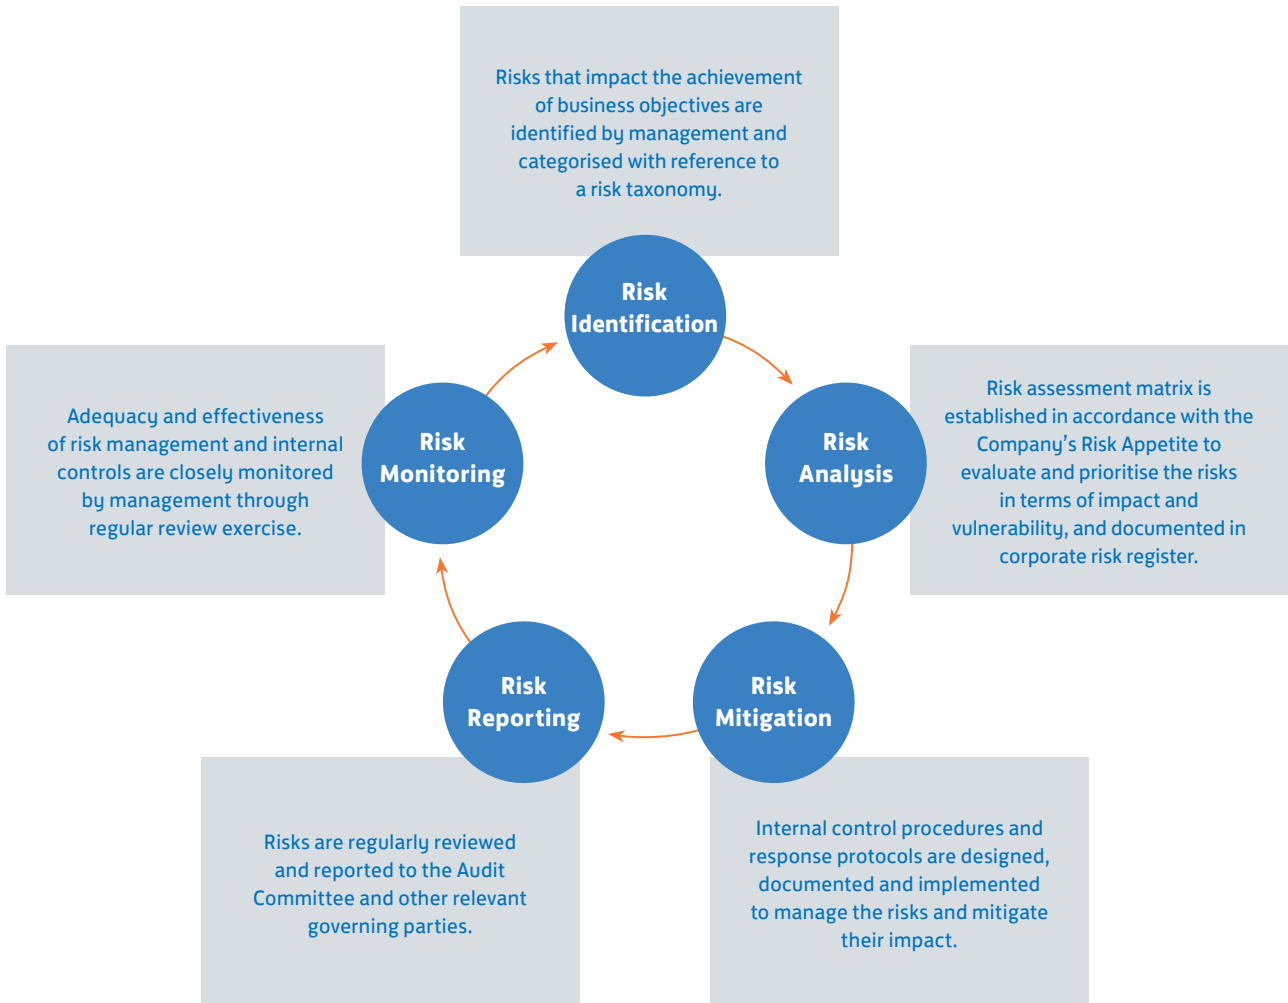 Risks that impact the achievement
of business objectives are
identified by management and
categorised with reference to
a risk taxonomy.
Risk
Identification
Risk assessment matrix is
established in accordance with the
Company's Risk Appetite to
evaluate and prioritise the risks
in terms of impact and
vulnerability, and documented in
corporate risk register.
Risk
Analysis
Internal control procedures and
response protocols are designed,
documented and implemented
to manage the risks and mitigate
their impact.
Risk
Mitigation
Risks are regularly reviewed
and reported to the Audit
Committee and other relevant
governing parties.
Risk
Reporting
Adequacy and effectiveness
of risk management and internal
controls are closely monitored
by management through
regular review exercise.
Risk
Monitoring